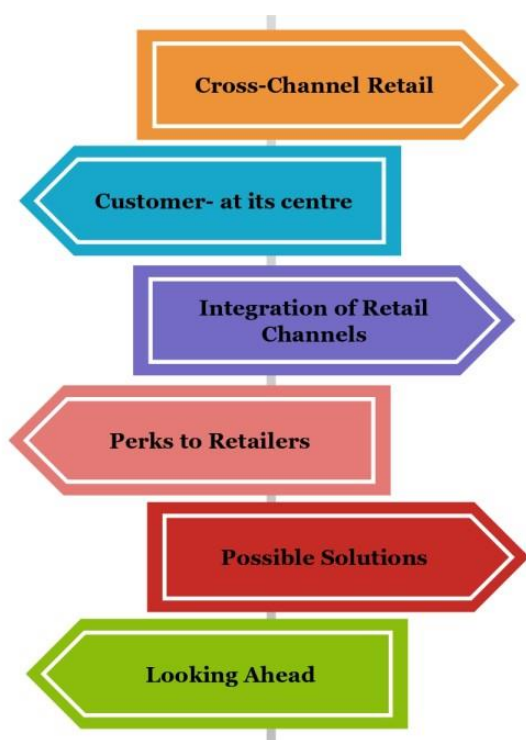 Cross-Channel Retail
Customer- at its centre
Integration of Retail
Channels
Perks to Retailers
Possible Solutions
Looking Ahead